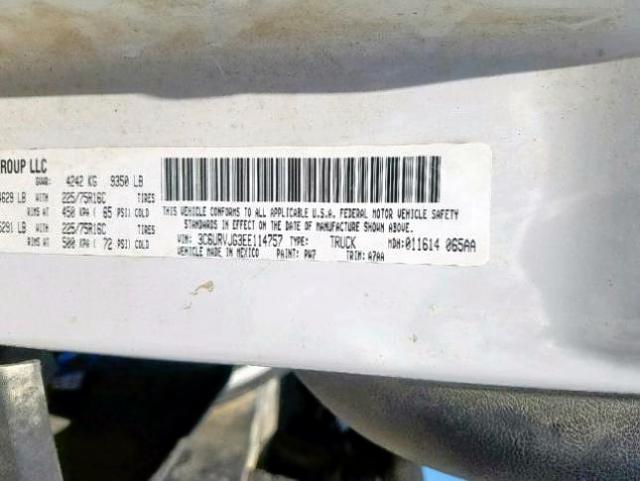 GROUP LLC
GVWR: 4242 KG 9350 LB
4629 LB WITH 225/75R16C TIRES
RIMS AT 450 KPA ( 65 PSI) COLD
5291 LB WITH 225/75R16C TIRES
RIMS AT 500 KPA ( 72 PSI) COLD
THIS VEHICLE CONFORMS TO ALL APPLICABLE U.S.A. FEDERAL MOTOR VEHICLE SAFETY
STANDARDS IN EFFECT ON THE DATE OF MANUFACTURE SHOWN ABOVE.
VIN: 3C6URVJG3EE114757 TYPE: TRUCK MDH: 011614 065AA
VEHICLE MADE IN MEXICO PAINT: PW7 TRIM: A7AA